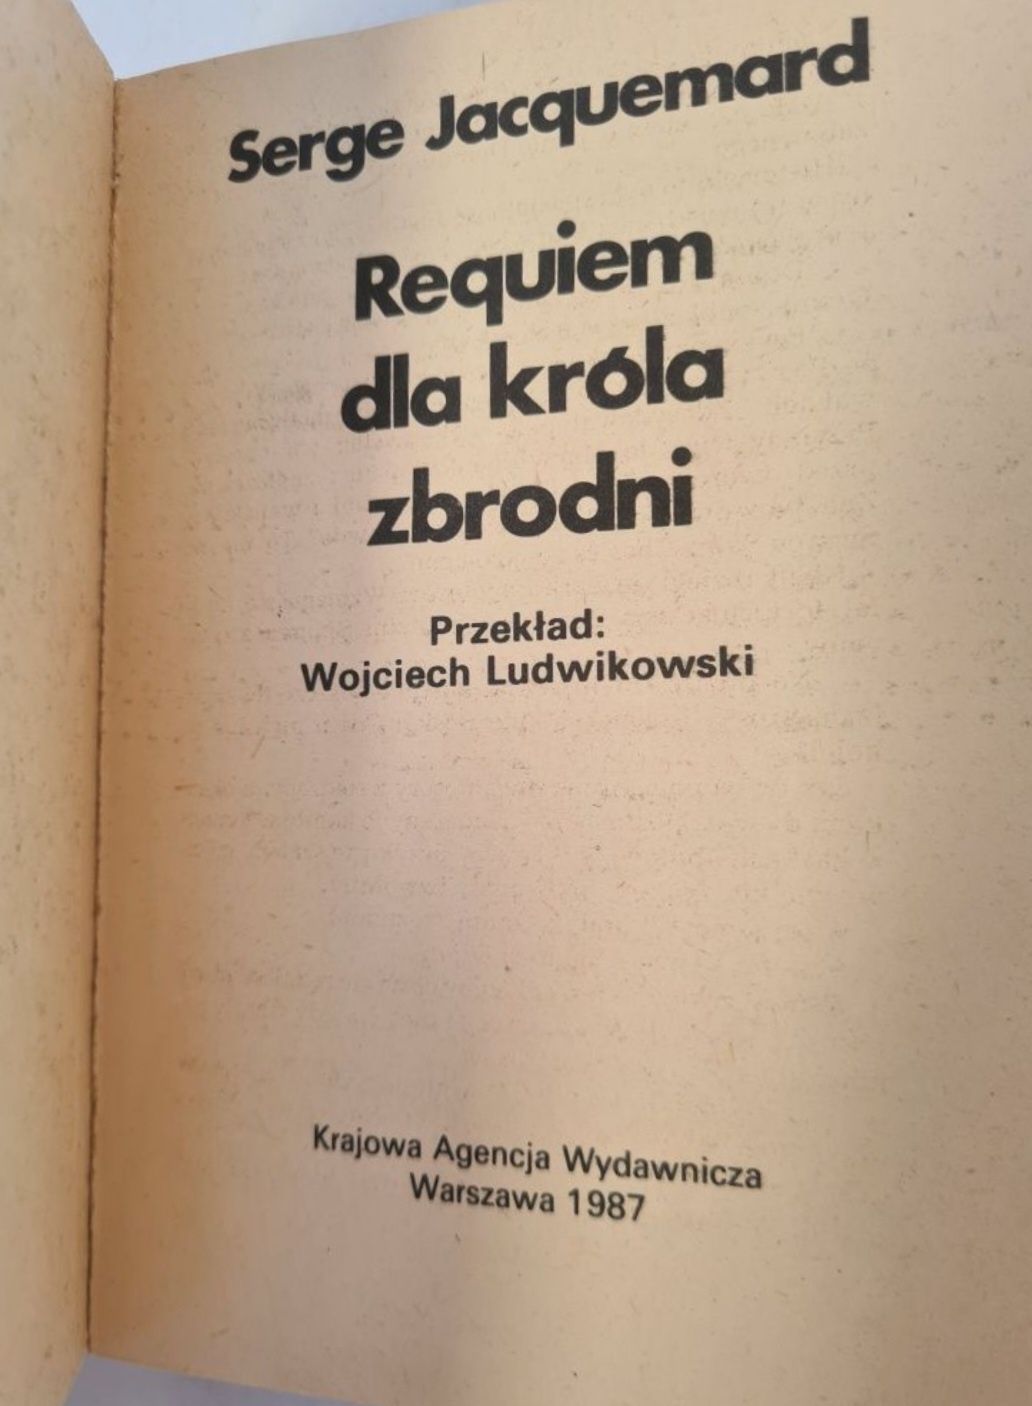 Serge Jacquemard
Requiem
dla króla
zbrodni
Przekład:
Wojciech Ludwikowski
Krajowa Agencja Wydawnicza
Warszawa 1987